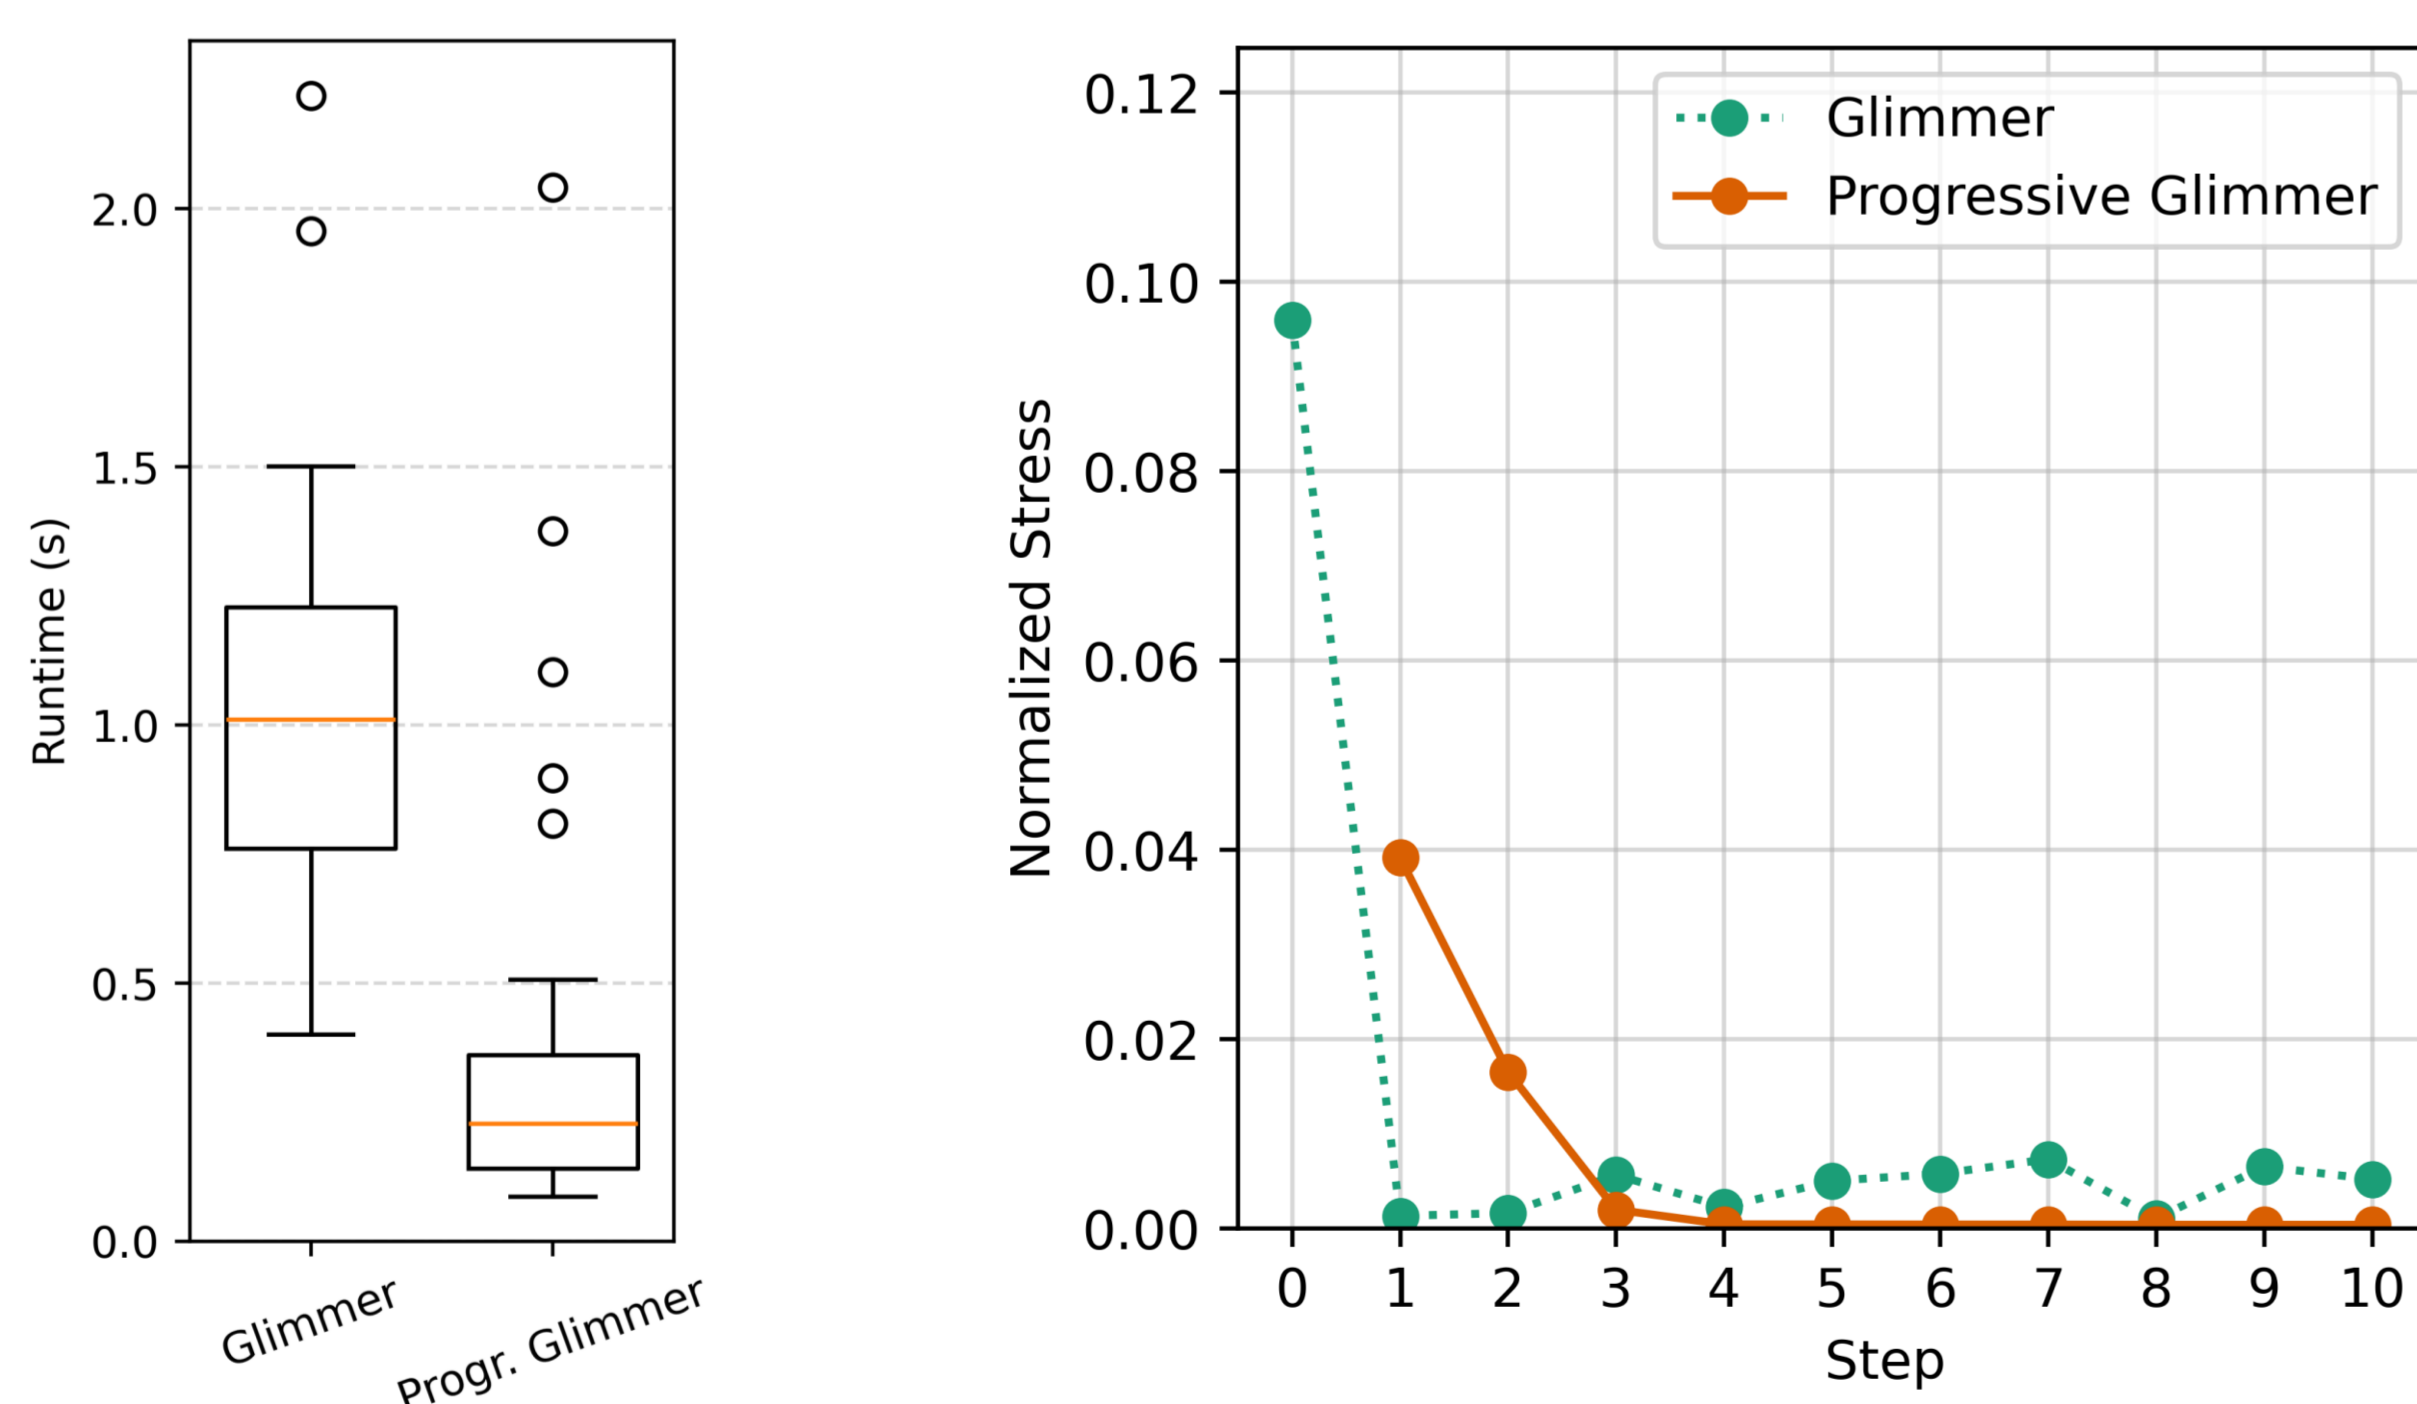 Runtime (s)
2.0
1.5
1.0
0.5
0.0
Glimmer
Progr. Glimmer
Normalized Stress
0.12
0.10
0.08
0.06
0.04
0.02
0.00
Glimmer
Progressive Glimmer
0 1 2 3 4 5 6 7 8 9 10
Step